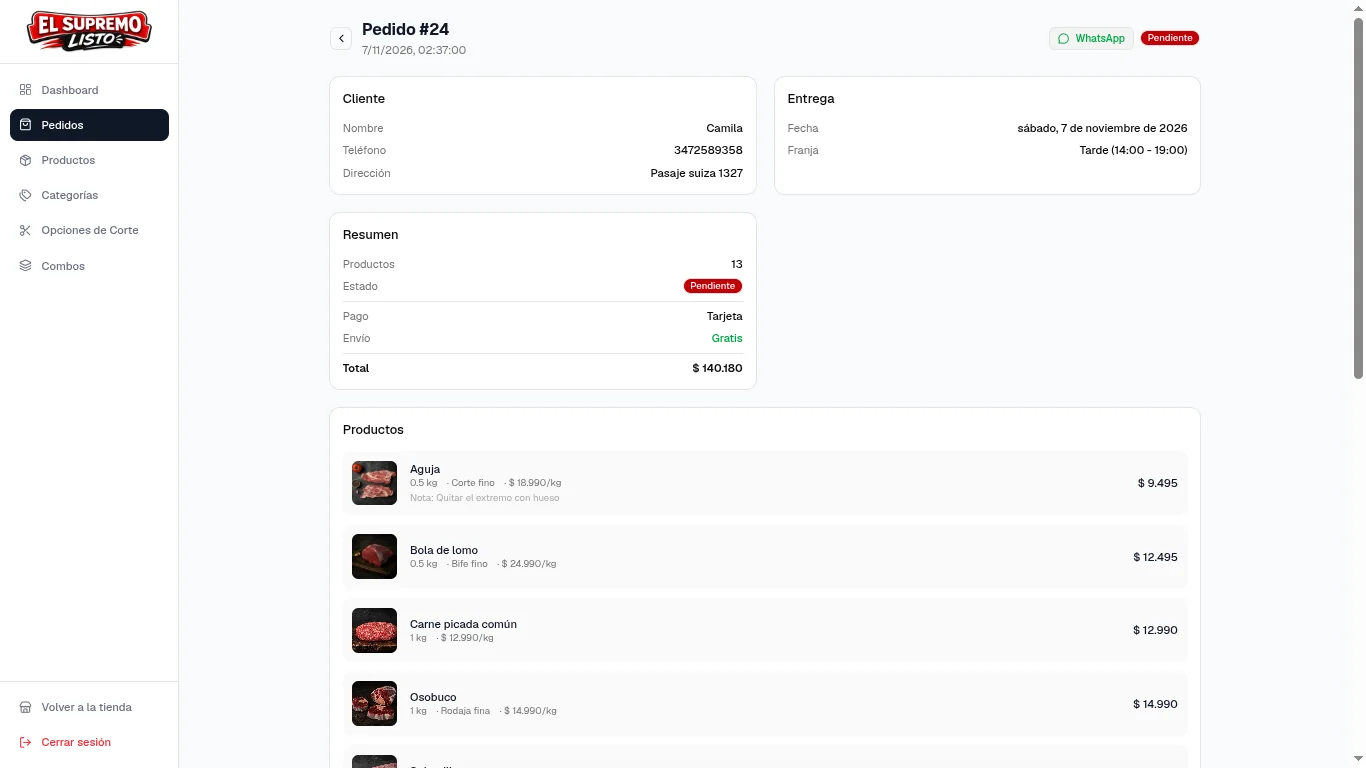 EL SUPREMO
LISTO
Dashboard
Pedidos
Productos
Categorías
Opciones de Corte
Combos
Volver a la tienda
Cerrar sesión
Pedido #24
7/11/2026, 02:37:00
WhatsApp
Pendiente
Cliente
Nombre Camila
Teléfono 3472589358
Dirección Pasaje suiza 1327
Entrega
Fecha sábado, 7 de noviembre de 2026
Franja Tarde (14:00 - 19:00)
Resumen
Productos 13
Estado Pendiente
Pago Tarjeta
Envío Gratis
Total $ 140.180
Productos
Aguja
0.5 kg · Corte fino · $ 18.990/kg
Nota: Quitar el extremo con hueso
$ 9.495
Bola de lomo
0.5 kg · Bife fino · $ 24.990/kg
$ 12.495
Carne picada común
1 kg · $ 12.990/kg
$ 12.990
Osobuco
1 kg · Rodaja fina · $ 14.990/kg
$ 14.990